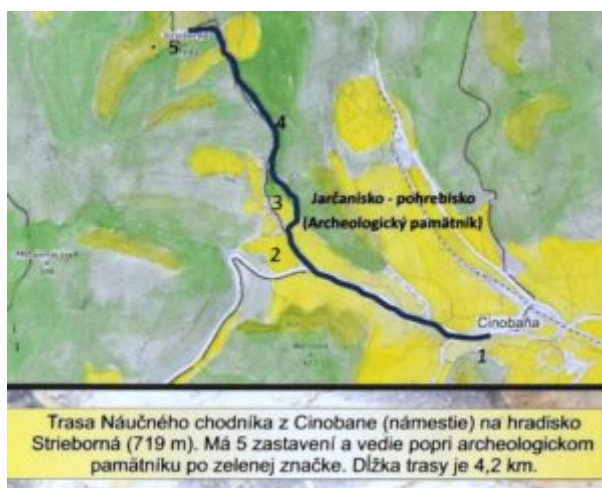 5
4
Jarčanisko - pohrebisko
3
(Archeologický pamätník)
2
Cinobaňa
1
Trasa Náučného chodníka z Cinobane (námestie) na hradisko
Strieborná (719 m). Má 5 zastavení a vedie popri archeologickom
pamätníku po zelenej značke. Dĺžka trasy je 4,2 km.